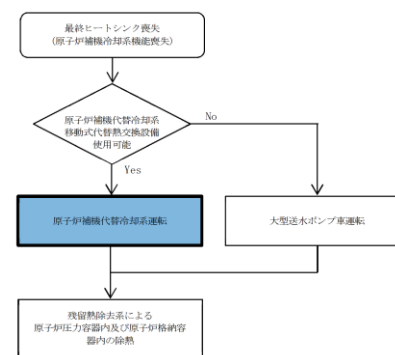 最終ヒートシンク喪失
(原子炉補機冷却系機能喪失)
原子炉補機代替冷却系
移動式代替熱交換設備
使用可能
No
Yes
原子炉補機代替冷却系運転
大型送水ポンプ車運転
残留熱除去系による
原子炉圧力容器内及び原子炉格納容
器内の除熱